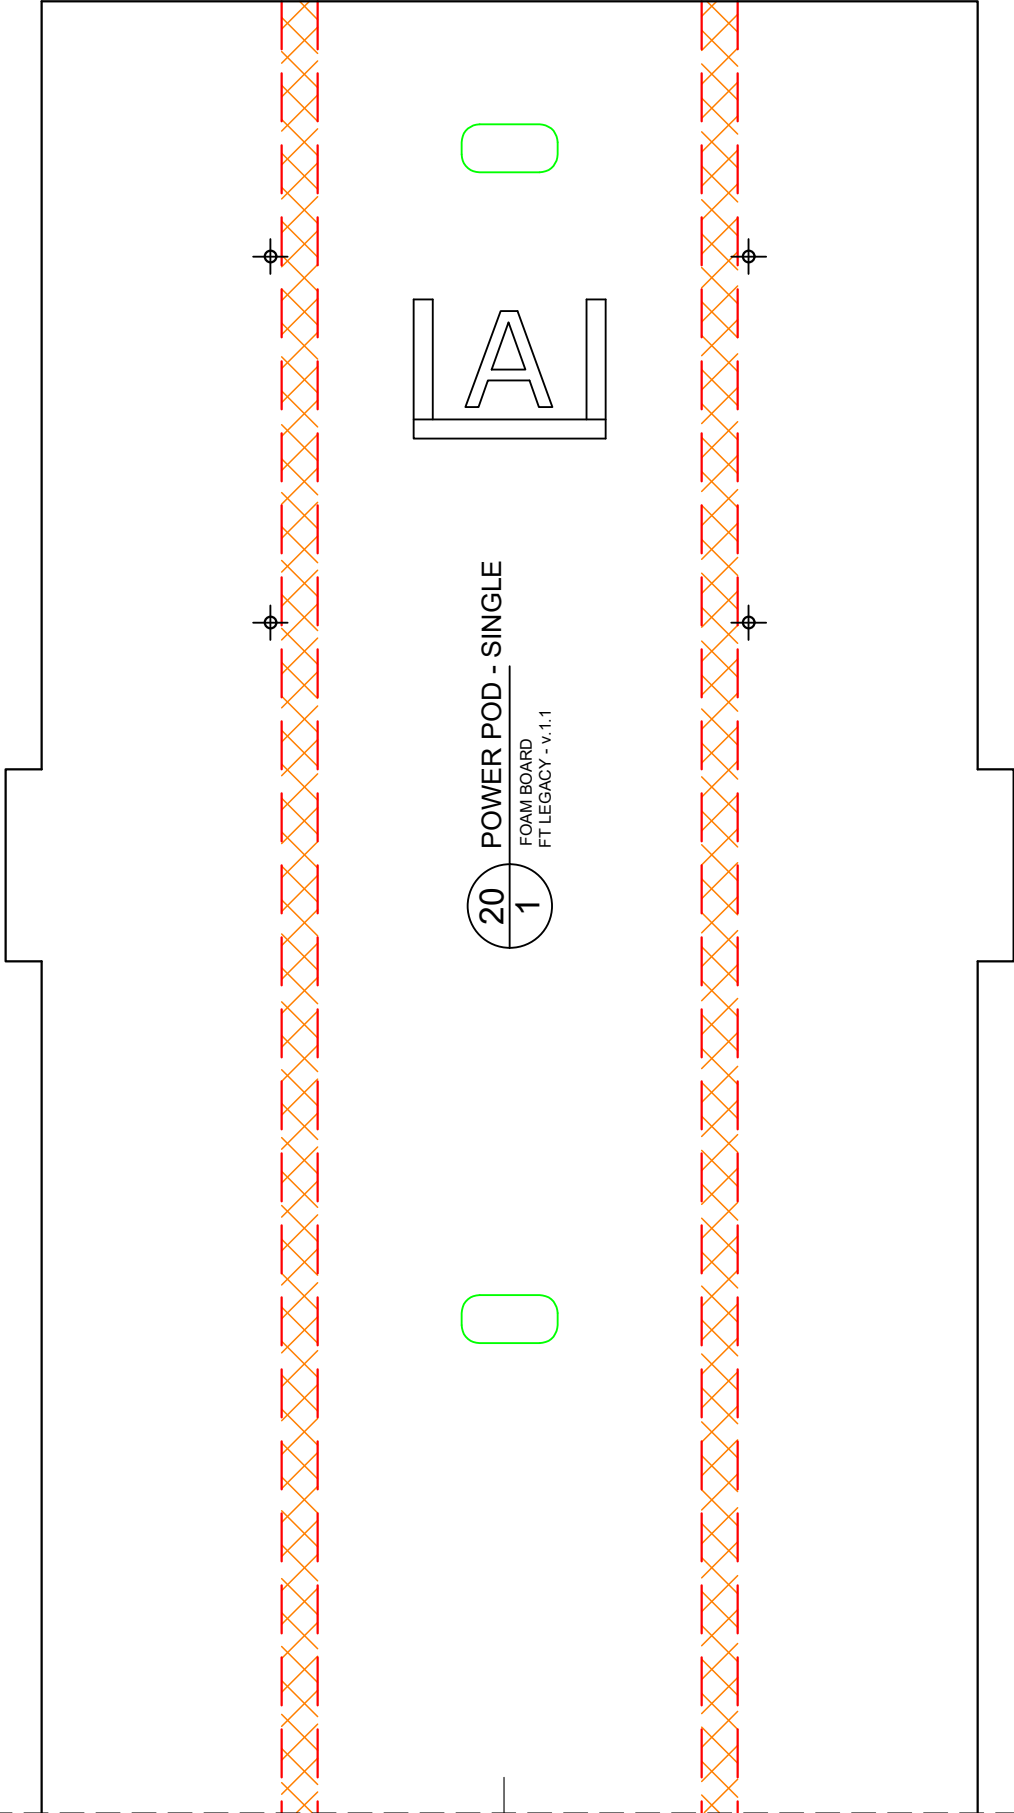 A
POWER POD - SINGLE
FOAM BOARD
FT LEGACY - v.1.1
20
1